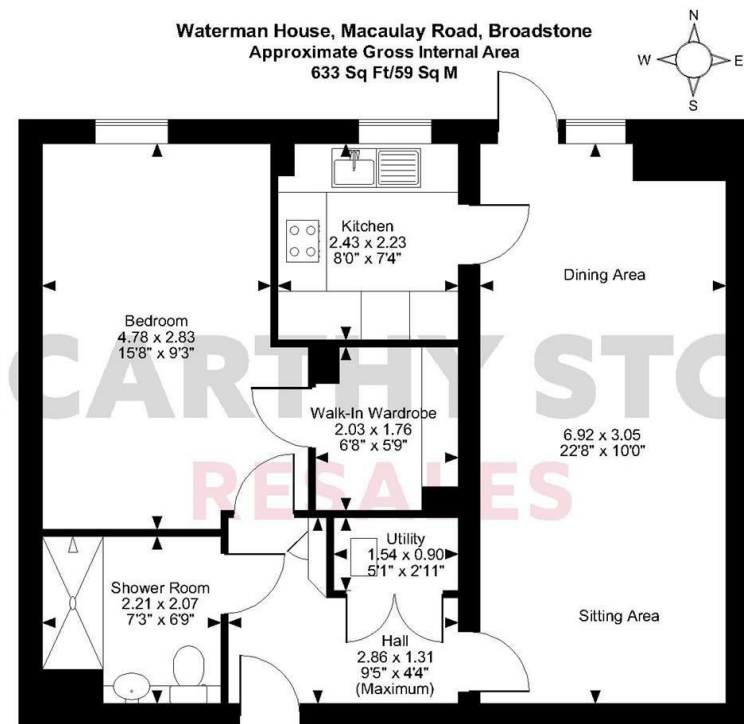 Waterman House, Macaulay Road, Broadstone
Approximate Gross Internal Area
633 Sq Ft/59 Sq M
N
W
E
S
Kitchen
2.43 x 2.23
8'0" x 7'4"
Dining Area
Bedroom
4.78 x 2.83
15'8" x 9'3"
CARTHY STO
RESALES
Walk-In Wardrobe
2.03 x 1.76
6'8" x 5'9"
6.92 x 3.05
22'8" x 10'0"
Utility
1.54 x 0.90
5'1" x 2'11"
Shower Room
2.21 x 2.07
7'3" x 6'9"
Sitting Area
Hall
2.86 x 1.31
9'5" x 4'4"
(Maximum)